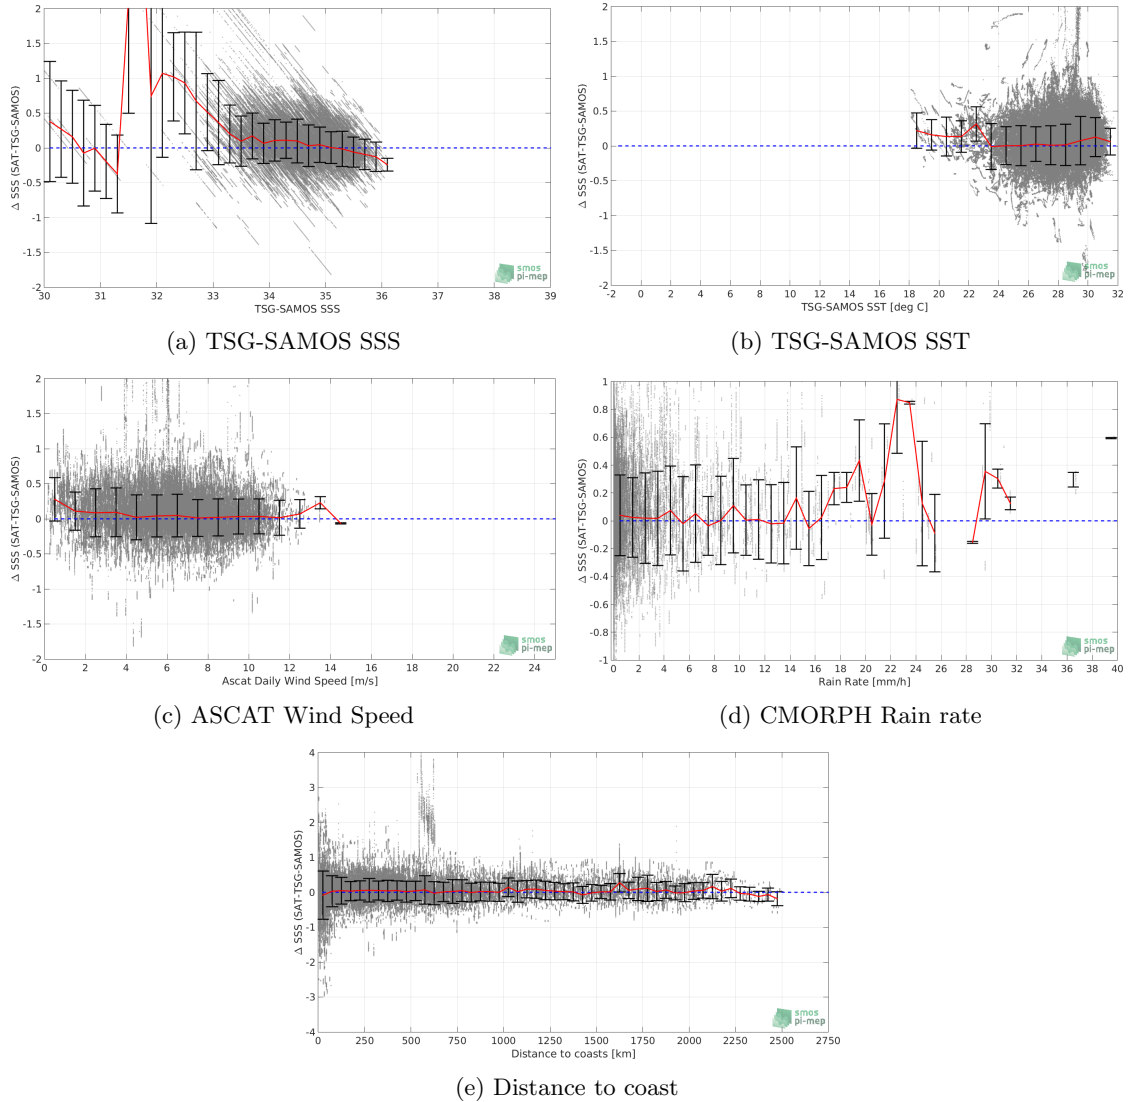 Δ SSS (SAT-TSG-SAMOS)
2
1.5
1
0.5
0
-0.5
-1
-1.5
-2
30 31 32 33 34 35 36 37 38 39
TSG-SAMOS SSS
smos
pi-mep
(a) TSG-SAMOS SSS
Δ SSS (SAT-TSG-SAMOS)
2
1.5
1
0.5
0
-0.5
-1
-1.5
-2
-2 0 2 4 6 8 10 12 14 16 18 20 22 24 26 28 30 32
TSG-SAMOS SST [deg C]
smos
pi-mep
(b) TSG-SAMOS SST
Δ SSS (SAT-TSG-SAMOS)
2
1.5
1
0.5
0
-0.5
-1
-1.5
-2
0 2 4 6 8 10 12 14 16 18 20 22 24
Ascat Daily Wind Speed [m/s]
smos
pi-mep
(c) ASCAT Wind Speed
Δ SSS (SAT-TSG-SAMOS)
1
0.8
0.6
0.4
0.2
0
-0.2
-0.4
-0.6
-0.8
-1
0 2 4 6 8 10 12 14 16 18 20 22 24 26 28 30 32 34 36 38 40
Rain Rate [mm/h]
smos
pi-mep
(d) CMORPH Rain rate
Δ SSS (SAT-TSG-SAMOS)
4
3
2
1
0
-1
-2
-3
-4
0 250 500 750 1000 1250 1500 1750 2000 2250 2500 2750
Distance to coasts [km]
smos
pi-mep
(e) Distance to coast